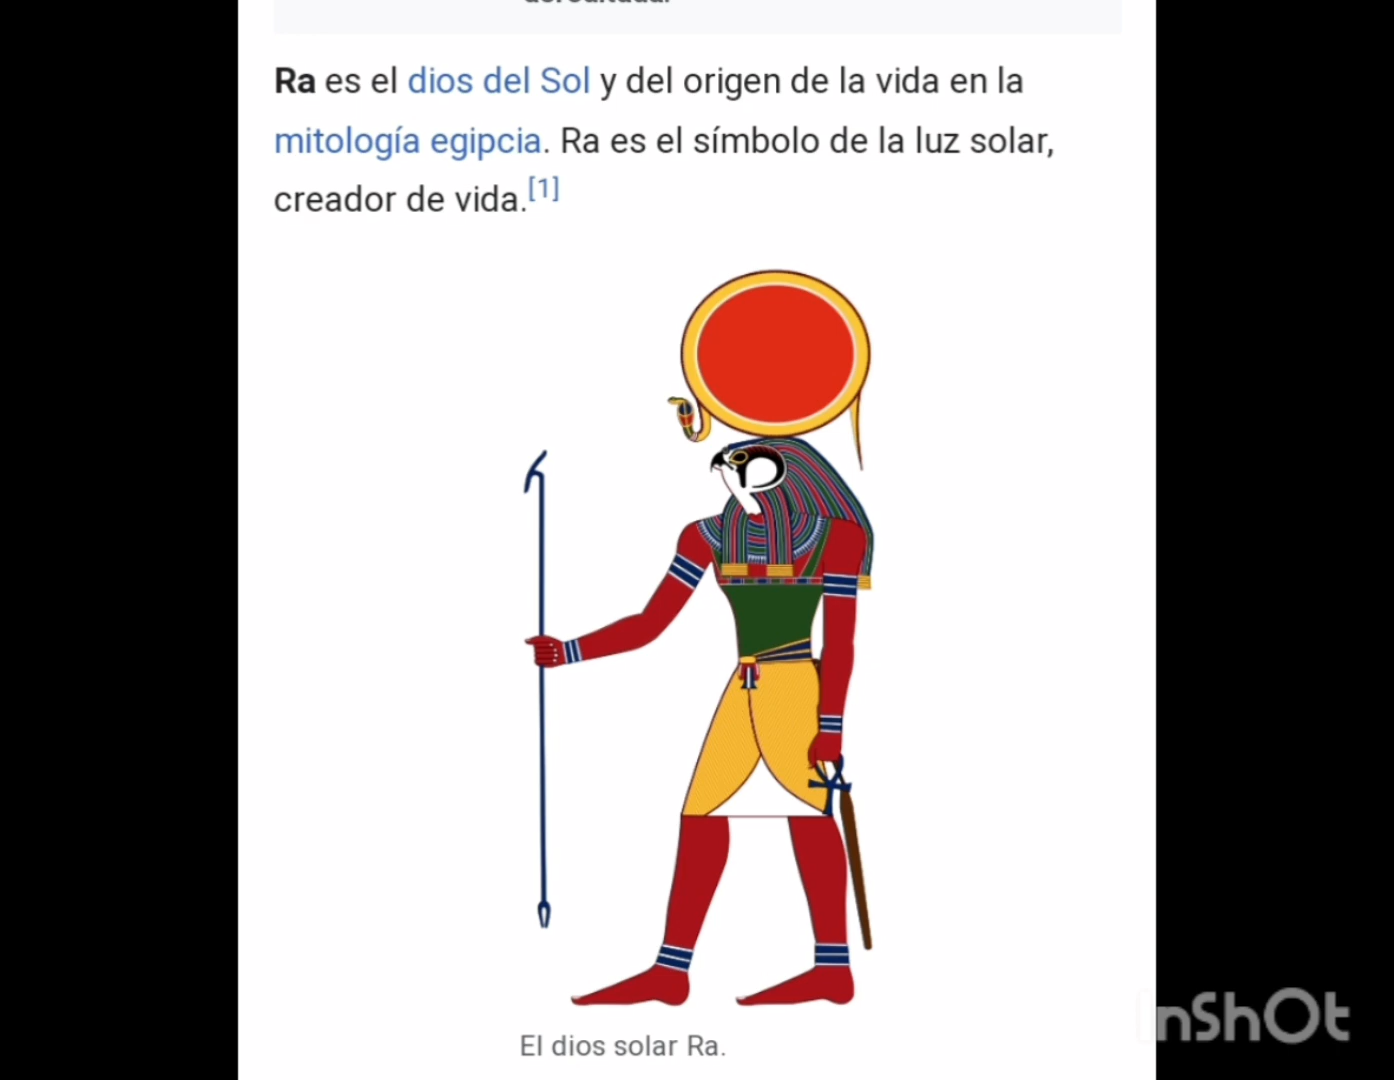 Ra es el dios del Sol y del origen de la vida en la
mitología egipcia. Ra es el símbolo de la luz solar,
creador de vida.[1]
El dios solar Ra.
InShOt